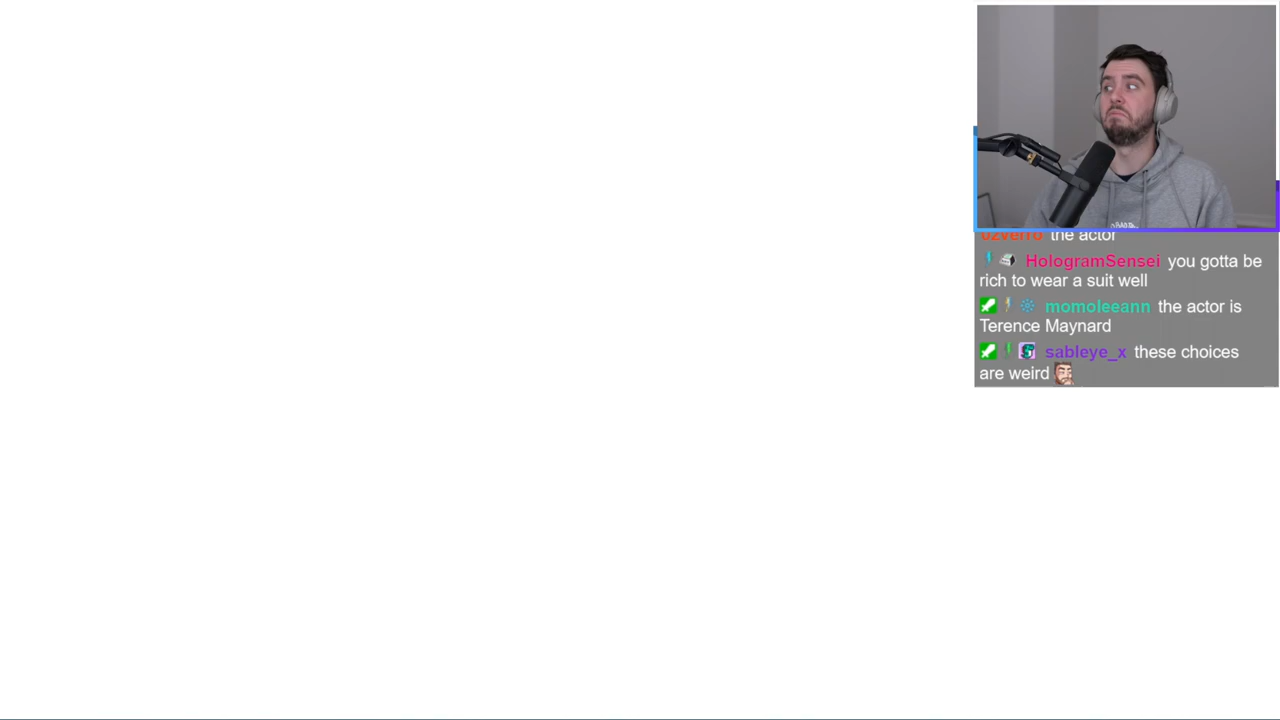 uzverro the actor
HologramSensei you gotta be
rich to wear a suit well
momoleeann the actor is
Terence Maynard
sableye_x these choices
are weird